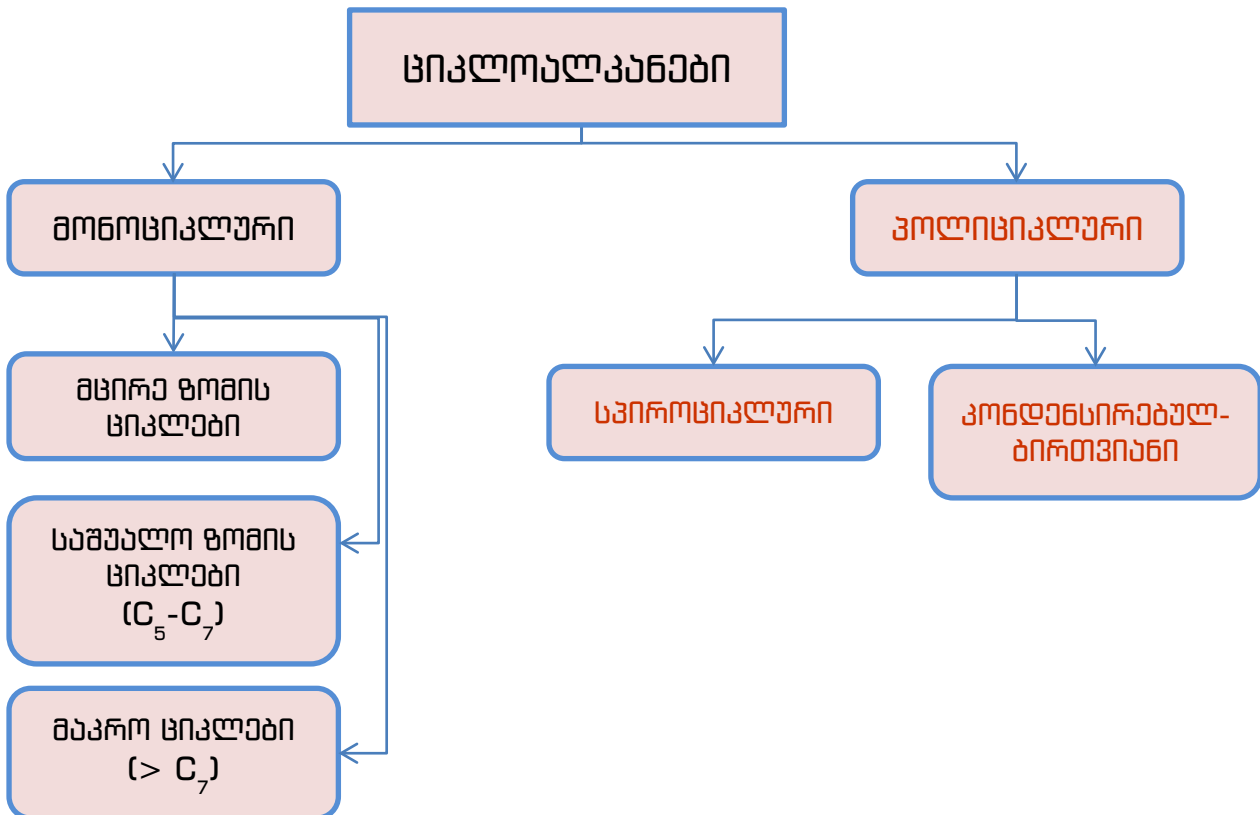 ციკლოალკანები
მონოციკლური
პოლიციკლური
მცირე ზომის
ციკლები
სპიროციკლური
კონდენსირებულ-
ბირთვიანი
საშუალო ზომის
ციკლები
(C₅-C₇)
მაკრო ციკლები
(> C₇)